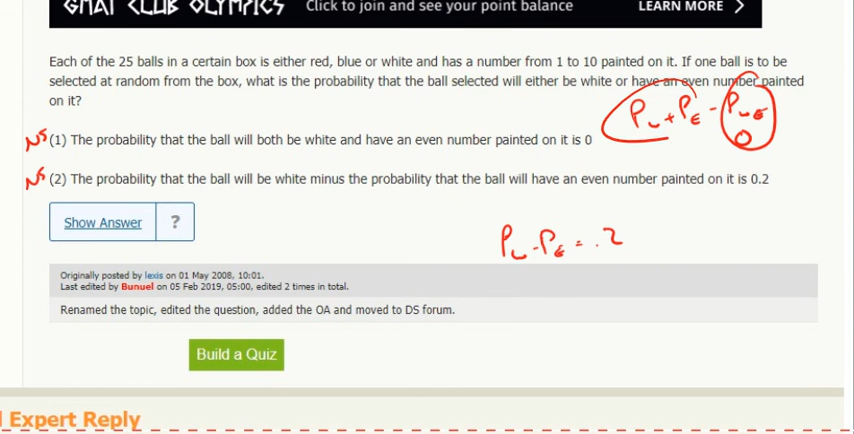 GMAT CLUB OLYMPICS Click to join and see your point balance LEARN MORE >
Each of the 25 balls in a certain box is either red, blue or white and has a number from 1 to 10 painted on it. If one ball is to be
selected at random from the box, what is the probability that the ball selected will either be white or have an even number painted
on it?
P_w + P_E - P_wE
0
NS (1) The probability that the ball will both be white and have an even number painted on it is 0
NS (2) The probability that the ball will be white minus the probability that the ball will have an even number painted on it is 0.2
Show Answer ?
P_w - P_E = .2
Originally posted by lexis on 01 May 2008, 10:01.
Last edited by Bunuel on 05 Feb 2019, 05:00, edited 2 times in total.
Renamed the topic, edited the question, added the OA and moved to DS forum.
Build a Quiz
Expert Reply